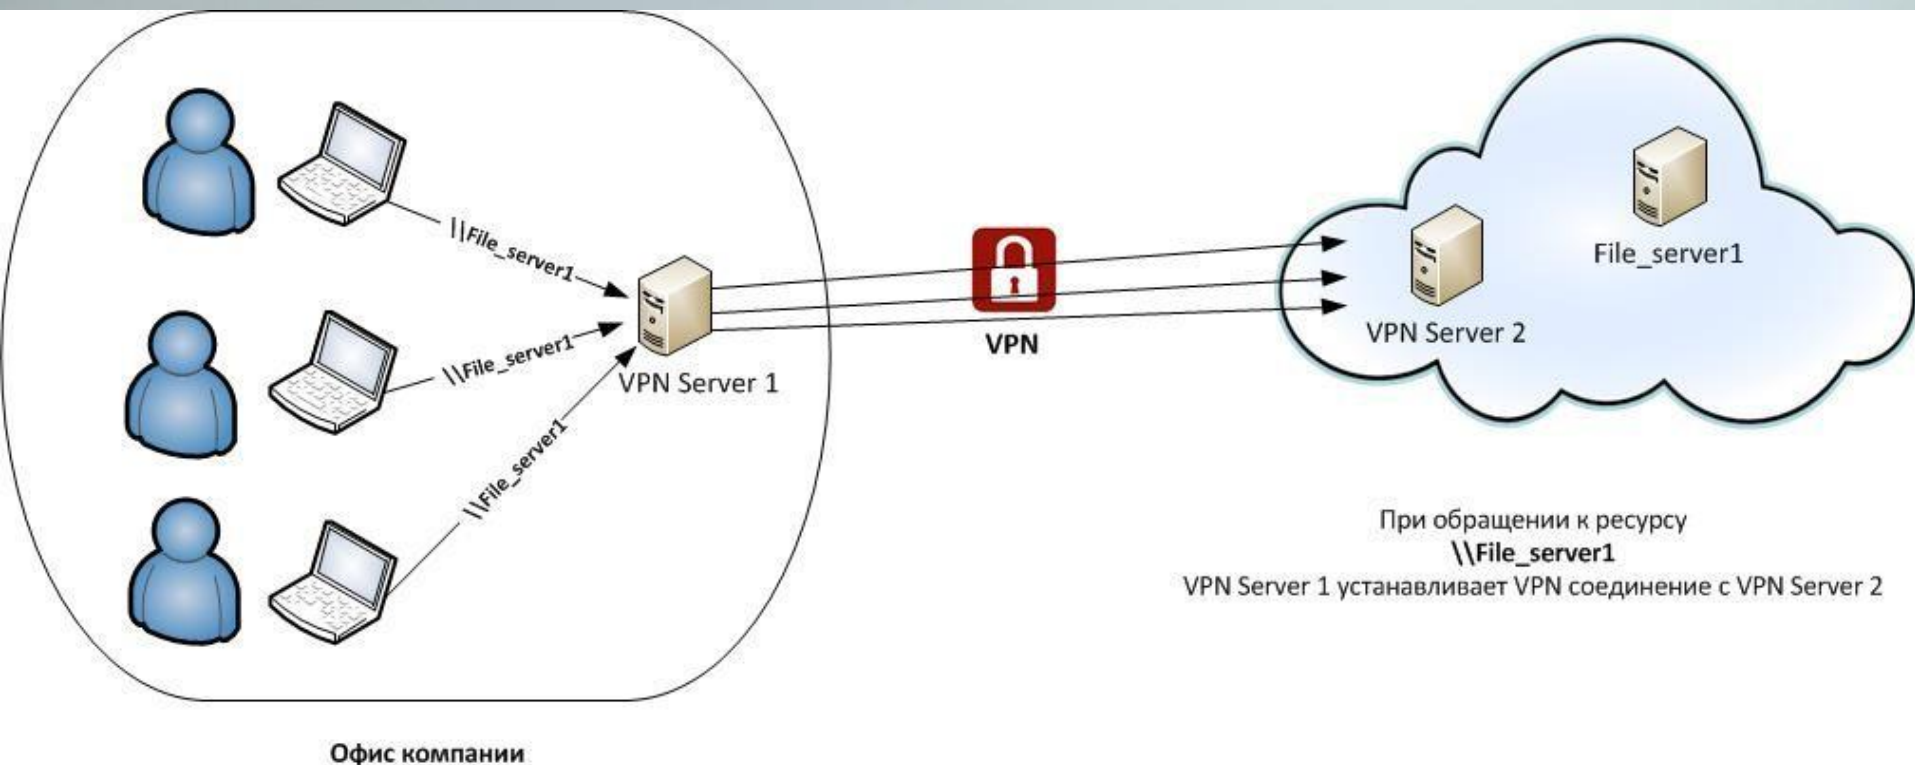 \\File_server1
\\File_server1
\\File_server1
VPN Server 1
VPN
VPN Server 2
File_server1
При обращении к ресурсу
\\File_server1
VPN Server 1 устанавливает VPN соединение с VPN Server 2
Офис компании